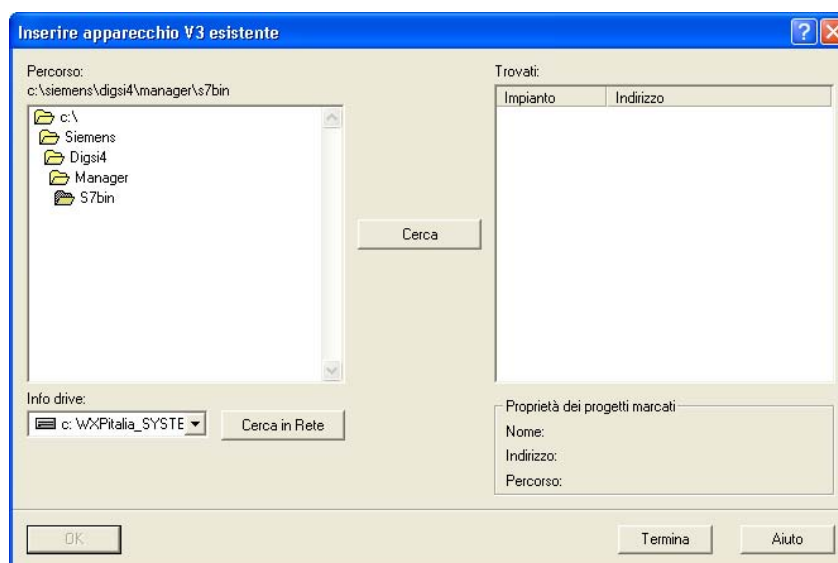 Inserire apparecchio V3 esistente
Percorso:
c:\siemens\digsi4\manager\s7bin
c:\
Siemens
Digsi4
Manager
S7bin
Info drive:
c: WXPitalia_SYSTE
Cerca in Rete
Cerca
Trovati:
Impianto Indirizzo
Proprietà dei progetti marcati
Nome:
Indirizzo:
Percorso:
OK
Termina
Aiuto